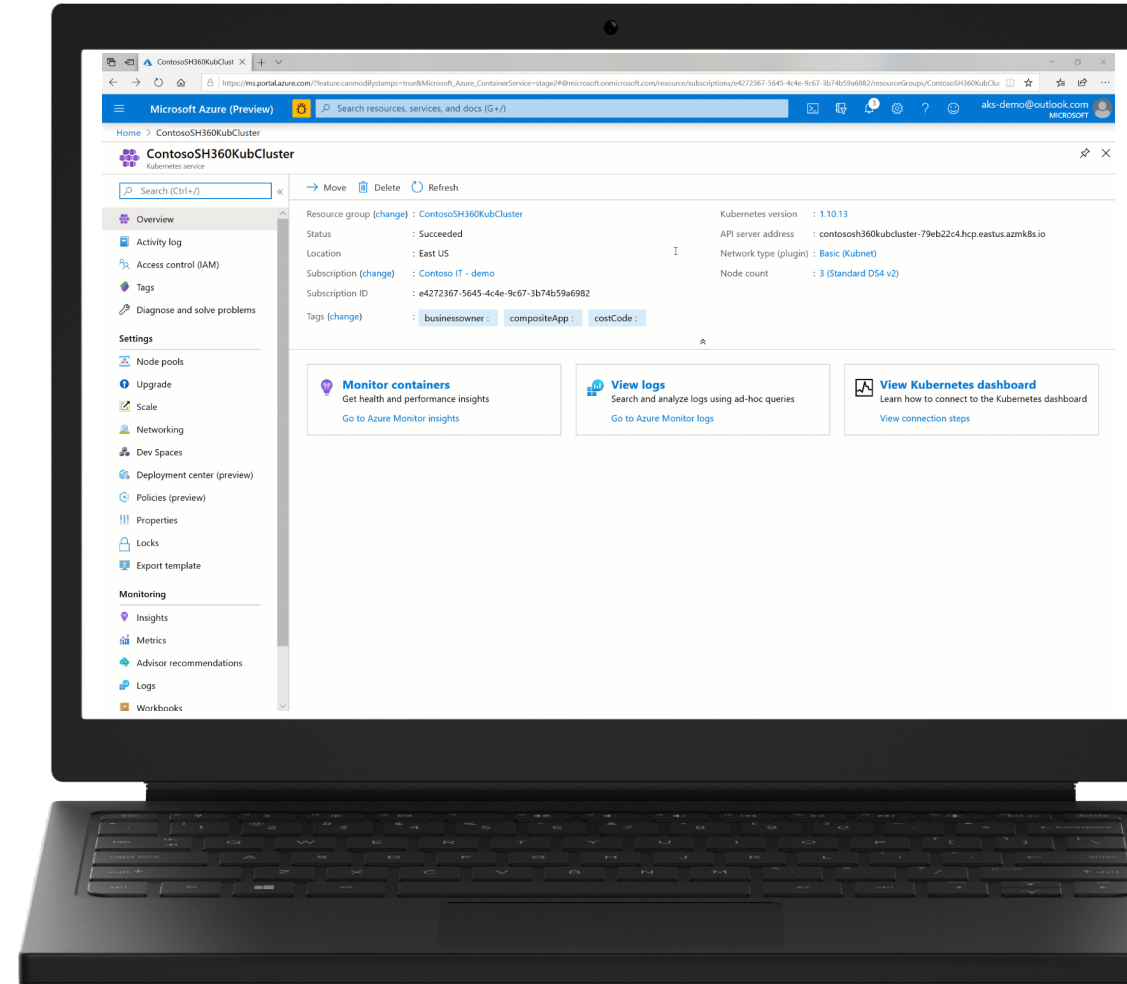 ContosoSH360KubClust
https://ms.portal.azure.com/?feature.canmodifystamps=true&Microsoft_Azure_ContainerService=stage2#@microsoft.onmicrosoft.com/resource/subscriptions/e4272367-5645-4c4e-9c67-3b74b59a6982/resourceGroups/ContosoSH360KubClu
Microsoft Azure (Preview)
Search resources, services, and docs (G+/)
3
aks-demo@outlook.com
MICROSOFT
Home > ContosoSH360KubCluster
ContosoSH360KubCluster
Kubernetes service
Search (Ctrl+/)
Overview
Activity log
Access control (IAM)
Tags
Diagnose and solve problems
Settings
Node pools
Upgrade
Scale
Networking
Dev Spaces
Deployment center (preview)
Policies (preview)
Properties
Locks
Export template
Monitoring
Insights
Metrics
Advisor recommendations
Logs
Workbooks
Move Delete Refresh
Resource group (change) : ContosoSH360KubCluster
Status : Succeeded
Location : East US
Subscription (change) : Contoso IT - demo
Subscription ID : e4272367-5645-4c4e-9c67-3b74b59a6982
Tags (change) : businessowner : compositeApp : costCode :
Kubernetes version : 1.10.13
API server address : contososh360kubcluster-79eb22c4.hcp.eastus.azmk8s.io
Network type (plugin) : Basic (Kubnet)
Node count : 3 (Standard DS4 v2)
Monitor containers
Get health and performance insights
Go to Azure Monitor insights
View logs
Search and analyze logs using ad-hoc queries
Go to Azure Monitor logs
View Kubernetes dashboard
Learn how to connect to the Kubernetes dashboard
View connection steps